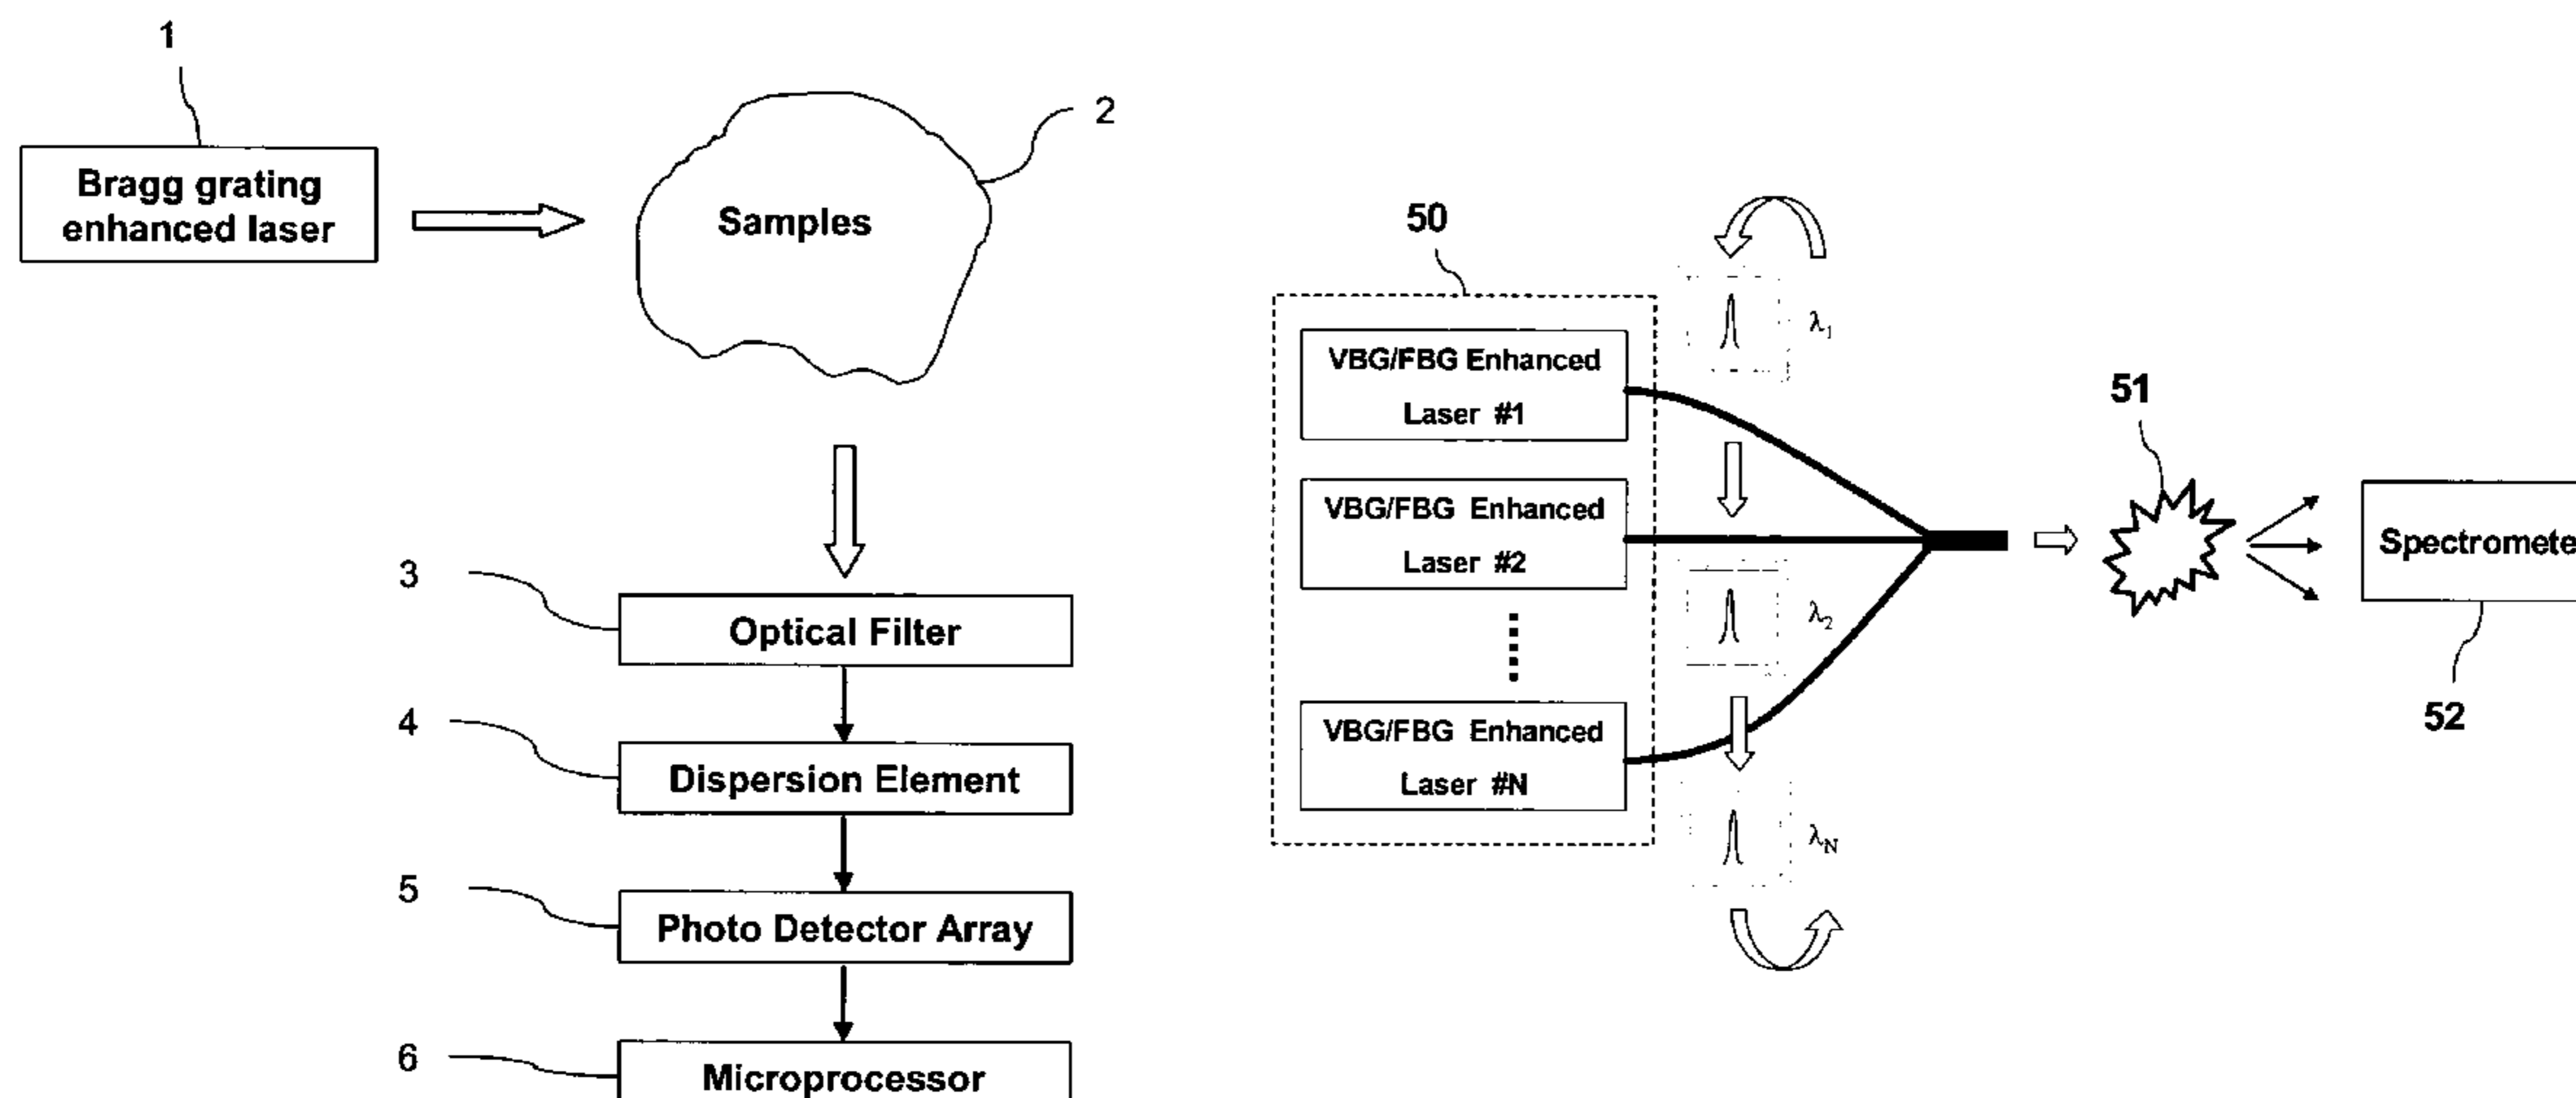 1
Bragg grating
enhanced laser
2
Samples
3
Optical Filter
4
Dispersion Element
5
Photo Detector Array
6
Microprocessor
50
VBG/FBG Enhanced
Laser #1
λ1
VBG/FBG Enhanced
Laser #2
λ2
VBG/FBG Enhanced
Laser #N
λN
51
Spectromete
52